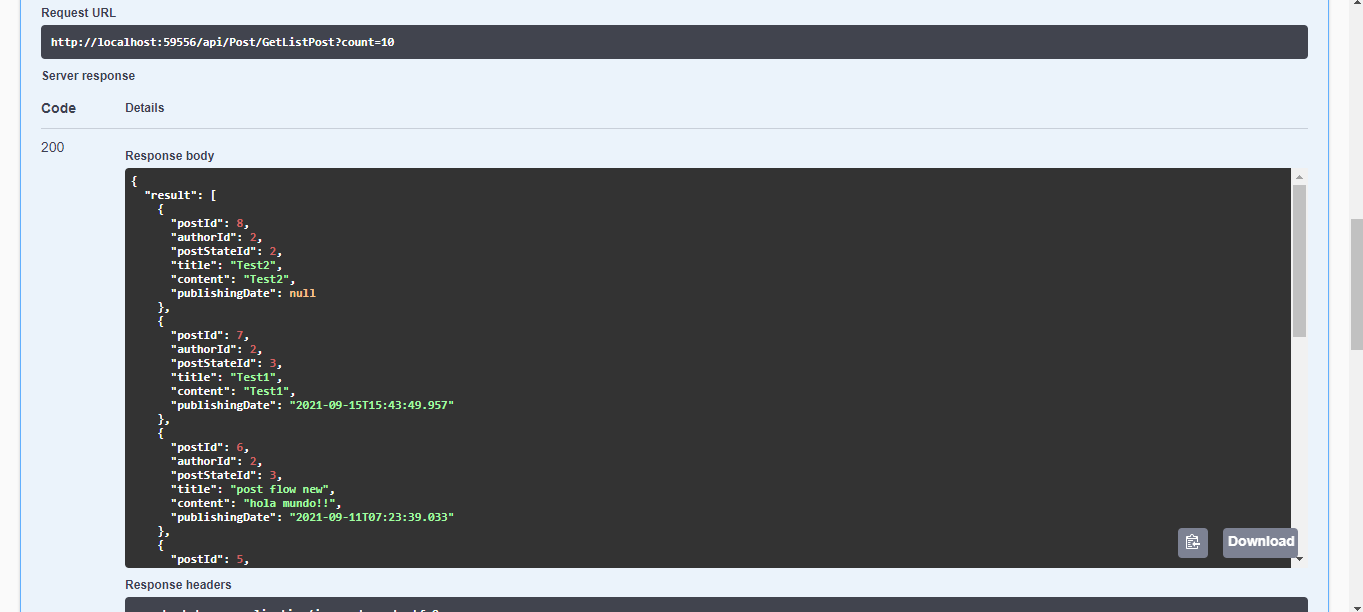 Request URL
http://localhost:59556/api/Post/GetListPost?count=10
Server response
Code Details
200
Response body
{
"result": [
{
"postId": 8,
"authorId": 2,
"postStateId": 2,
"title": "Test2",
"content": "Test2",
"publishingDate": null
},
{
"postId": 7,
"authorId": 2,
"postStateId": 3,
"title": "Test1",
"content": "Test1",
"publishingDate": "2021-09-15T15:43:49.957"
},
{
"postId": 6,
"authorId": 2,
"postStateId": 3,
"title": "post flow new",
"content": "hola mundo!!",
"publishingDate": "2021-09-11T07:23:39.033"
},
{
"postId": 5,
Download
Response headers